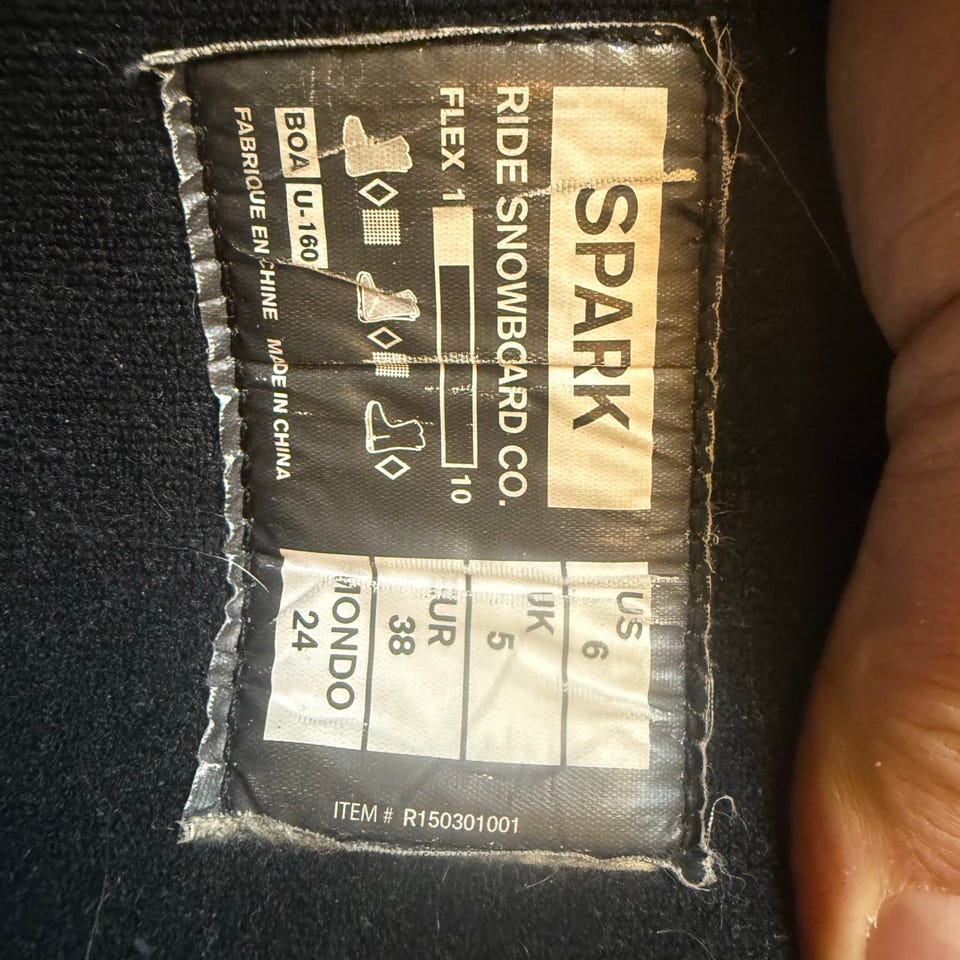 SPARK
RIDE SNOWBOARD CO.
FLEX 1 10
BOA U-160
FABRIQUE EN CHINE MADE IN CHINA
US 6
UK 5
EUR 38
MONDO 24
ITEM # R150301001